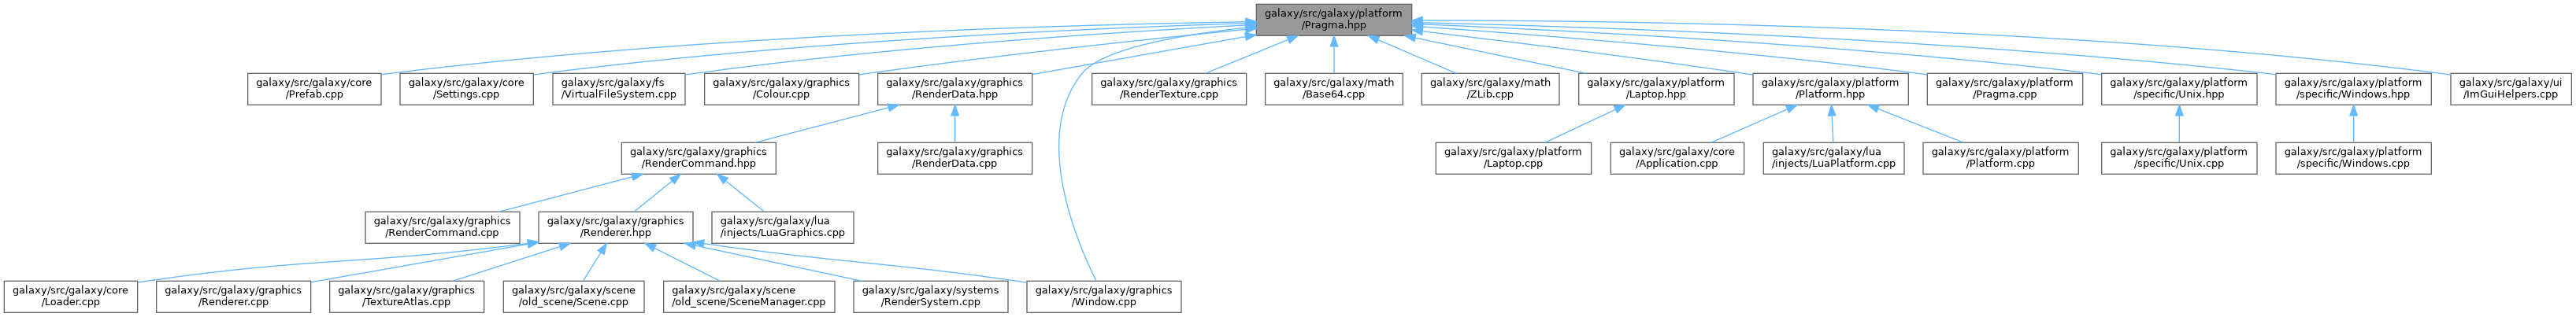 galaxy/src/galaxy/platform
/Pragma.hpp
galaxy/src/galaxy/core
/Prefab.cpp
galaxy/src/galaxy/core
/Settings.cpp
galaxy/src/galaxy/fs
/VirtualFileSystem.cpp
galaxy/src/galaxy/graphics
/Colour.cpp
galaxy/src/galaxy/graphics
/RenderData.hpp
galaxy/src/galaxy/graphics
/RenderTexture.cpp
galaxy/src/galaxy/math
/Base64.cpp
galaxy/src/galaxy/math
/ZLib.cpp
galaxy/src/galaxy/platform
/Laptop.hpp
galaxy/src/galaxy/platform
/Platform.hpp
galaxy/src/galaxy/platform
/Pragma.cpp
galaxy/src/galaxy/platform
/specific/Unix.hpp
galaxy/src/galaxy/platform
/specific/Windows.hpp
galaxy/src/galaxy/ui
/ImGuiHelpers.cpp
galaxy/src/galaxy/graphics
/RenderCommand.hpp
galaxy/src/galaxy/graphics
/RenderData.cpp
galaxy/src/galaxy/platform
/Laptop.cpp
galaxy/src/galaxy/core
/Application.cpp
galaxy/src/galaxy/lua
/injects/LuaPlatform.cpp
galaxy/src/galaxy/platform
/Platform.cpp
galaxy/src/galaxy/platform
/specific/Unix.cpp
galaxy/src/galaxy/platform
/specific/Windows.cpp
galaxy/src/galaxy/graphics
/RenderCommand.cpp
galaxy/src/galaxy/graphics
/Renderer.hpp
galaxy/src/galaxy/lua
/injects/LuaGraphics.cpp
galaxy/src/galaxy/core
/Loader.cpp
galaxy/src/galaxy/graphics
/Renderer.cpp
galaxy/src/galaxy/graphics
/TextureAtlas.cpp
galaxy/src/galaxy/scene
/old_scene/Scene.cpp
galaxy/src/galaxy/scene
/old_scene/SceneManager.cpp
galaxy/src/galaxy/systems
/RenderSystem.cpp
galaxy/src/galaxy/graphics
/Window.cpp